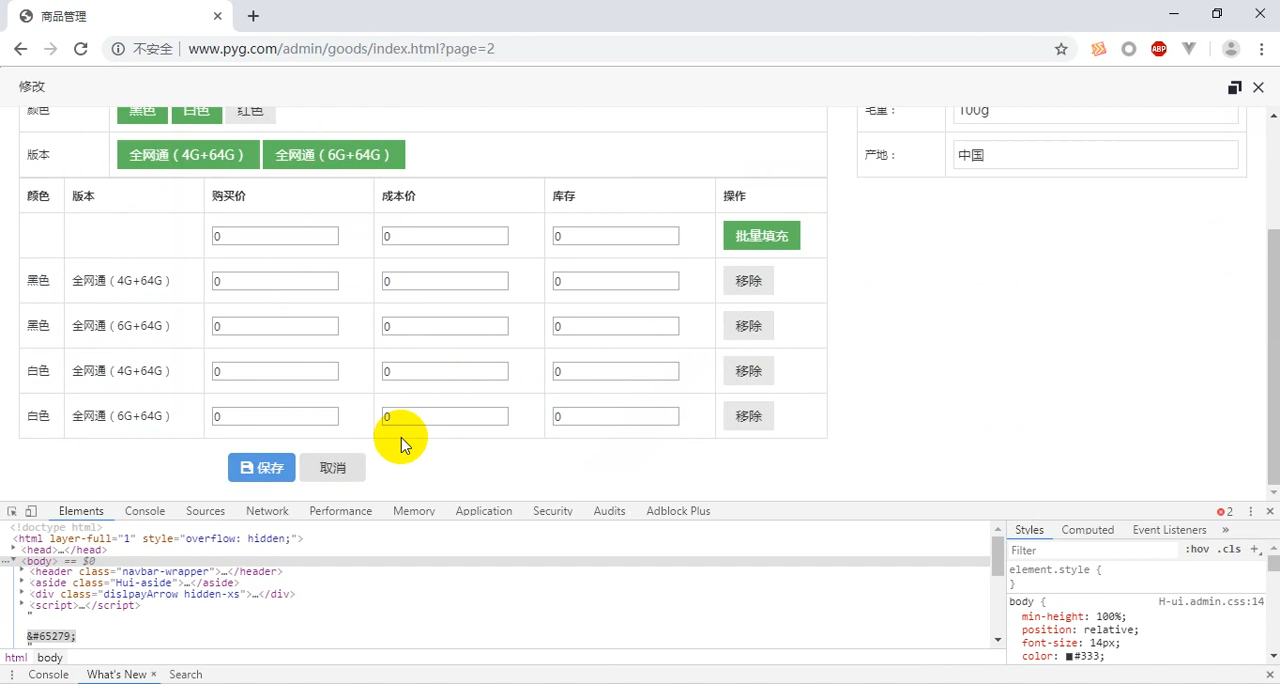 商品管理
不安全 www.pyg.com/admin/goods/index.html?page=2
ABP
修改
颜色 黑色 白色 红色 毛重： 100g
版本 全网通（4G+64G） 全网通（6G+64G） 产地： 中国
颜色 版本 购买价 成本价 库存 操作
0 0 0 批量填充
黑色 全网通（4G+64G） 0 0 0 移除
黑色 全网通（6G+64G） 0 0 0 移除
白色 全网通（4G+64G） 0 0 0 移除
白色 全网通（6G+64G） 0 0 0 移除
保存 取消
Elements Console Sources Network Performance Memory Application Security Audits Adblock Plus 2
<!doctype html>
<html layer-full="1" style="overflow: hidden;">
<head>…</head>
<body> == $0
<header class="navbar-wrapper">…</header>
<aside class="Hui-aside">…</aside>
<div class="dislpayArrow hidden-xs">…</div>
<script>…</script>
"
&#65279;
"
html body
Styles Computed Event Listeners »
Filter :hov .cls +
element.style {
}
body { H-ui.admin.css:14
min-height: 100%;
position: relative;
font-size: 14px;
color: #333;
Console What's New × Search